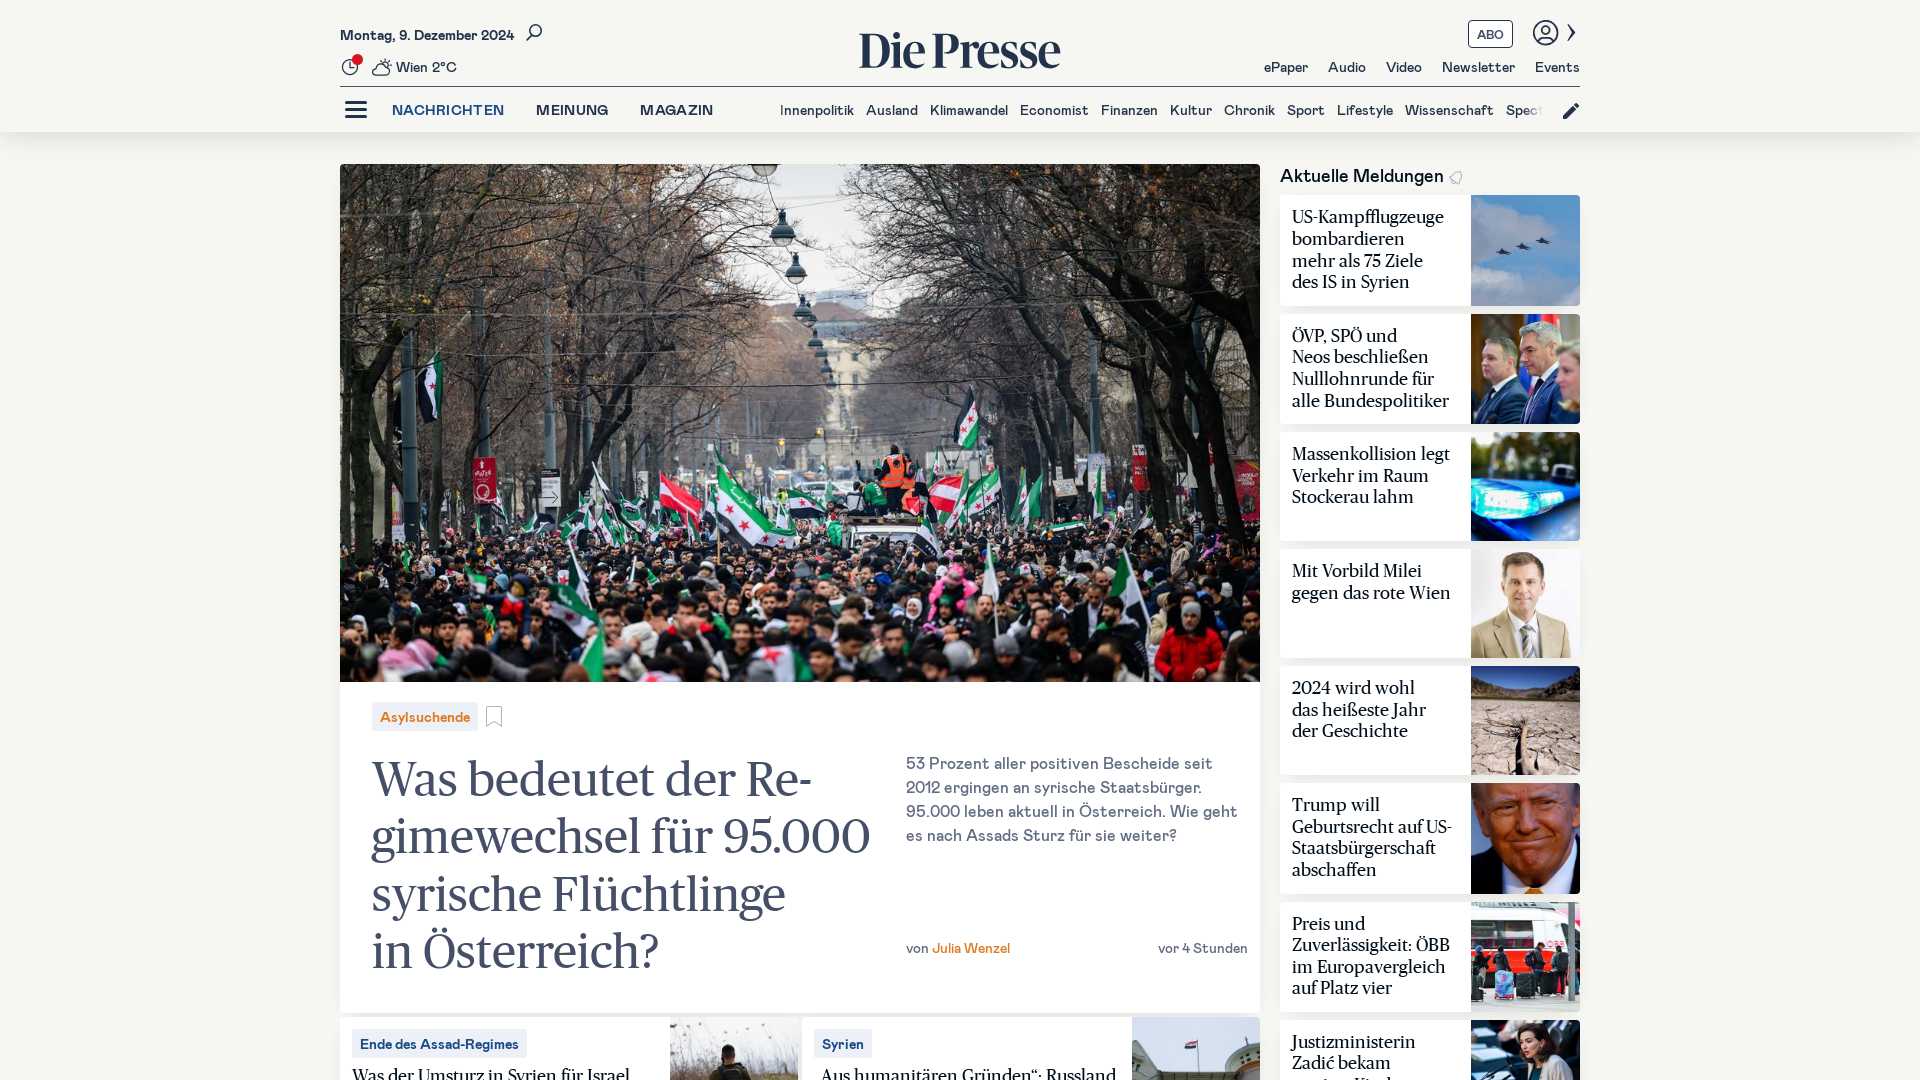 Montag, 9. Dezember 2024
Wien 2°C
Die Presse
ABO
ePaper
Audio
Video
Newsletter
Events
NACHRICHTEN
MEINUNG
MAGAZIN
Innenpolitik
Ausland
Klimawandel
Economist
Finanzen
Kultur
Chronik
Sport
Lifestyle
Wissenschaft
Spect
Asylsuchende
Was bedeutet der Re-
gimewechsel für 95.000
syrische Flüchtlinge
in Österreich?
53 Prozent aller positiven Bescheide seit
2012 ergingen an syrische Staatsbürger.
95.000 leben aktuell in Österreich. Wie geht
es nach Assads Sturz für sie weiter?
von Julia Wenzel
vor 4 Stunden
Ende des Assad-Regimes
Was der Umsturz in Syrien für Israel
Syrien
„Aus humanitären Gründen“: Russland
Aktuelle Meldungen
US-Kampfflugzeuge
bombardieren
mehr als 75 Ziele
des IS in Syrien
ÖVP, SPÖ und
Neos beschließen
Nulllohnrunde für
alle Bundespolitiker
Massenkollision legt
Verkehr im Raum
Stockerau lahm
Mit Vorbild Milei
gegen das rote Wien
2024 wird wohl
das heißeste Jahr
der Geschichte
Trump will
Geburtsrecht auf US-
Staatsbürgerschaft
abschaffen
Preis und
Zuverlässigkeit: ÖBB
im Europavergleich
auf Platz vier
Justizministerin
Zadić bekam